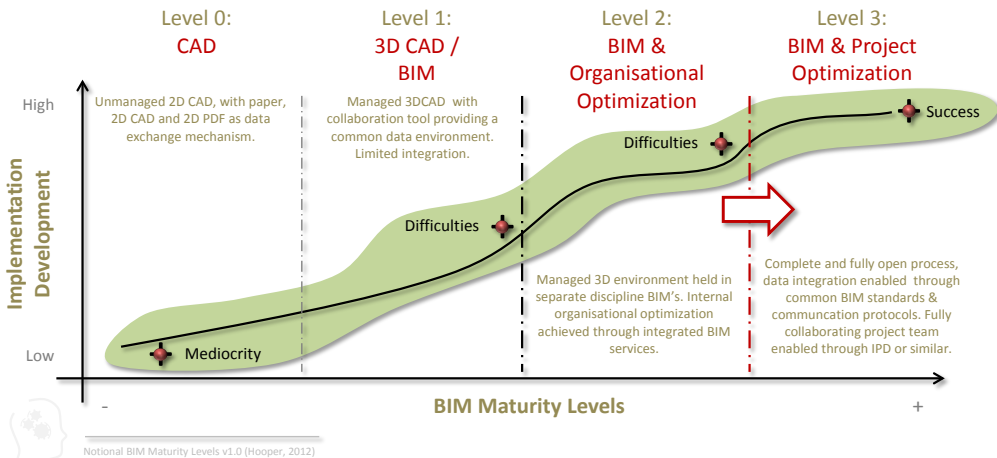 Level 0:
CAD
Level 1:
3D CAD /
BIM
Level 2:
BIM &
Organisational
Optimization
Level 3:
BIM & Project
Optimization
High
Unmanaged 2D CAD, with paper,
2D CAD and 2D PDF as data
exchange mechanism.
Managed 3DCAD with
collaboration tool providing a
common data environment.
Limited integration.
Success
Difficulties
Difficulties
Implementation
Development
Managed 3D environment held in
separate discipline BIM's. Internal
organisational optimization
achieved through integrated BIM
services.
Complete and fully open process,
data integration enabled through
common BIM standards &
communcation protocols. Fully
collaborating project team
enabled through IPD or similar.
Low
Mediocrity
-
BIM Maturity Levels
+
Notional BIM Maturity Levels v1.0 (Hooper, 2012)